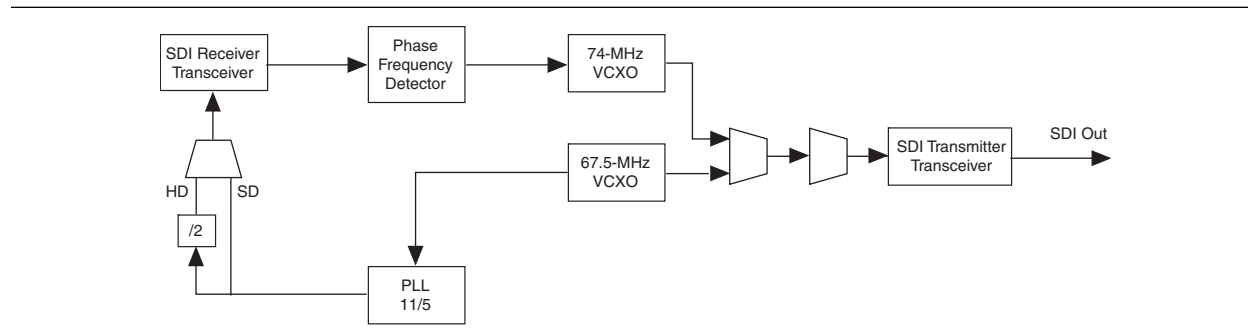 SDI Receiver
Transceiver
Phase
Frequency
Detector
74-MHz
VCXO
67.5-MHz
VCXO
SDI Transmitter
Transceiver
SDI Out
HD
SD
/2
PLL
11/5